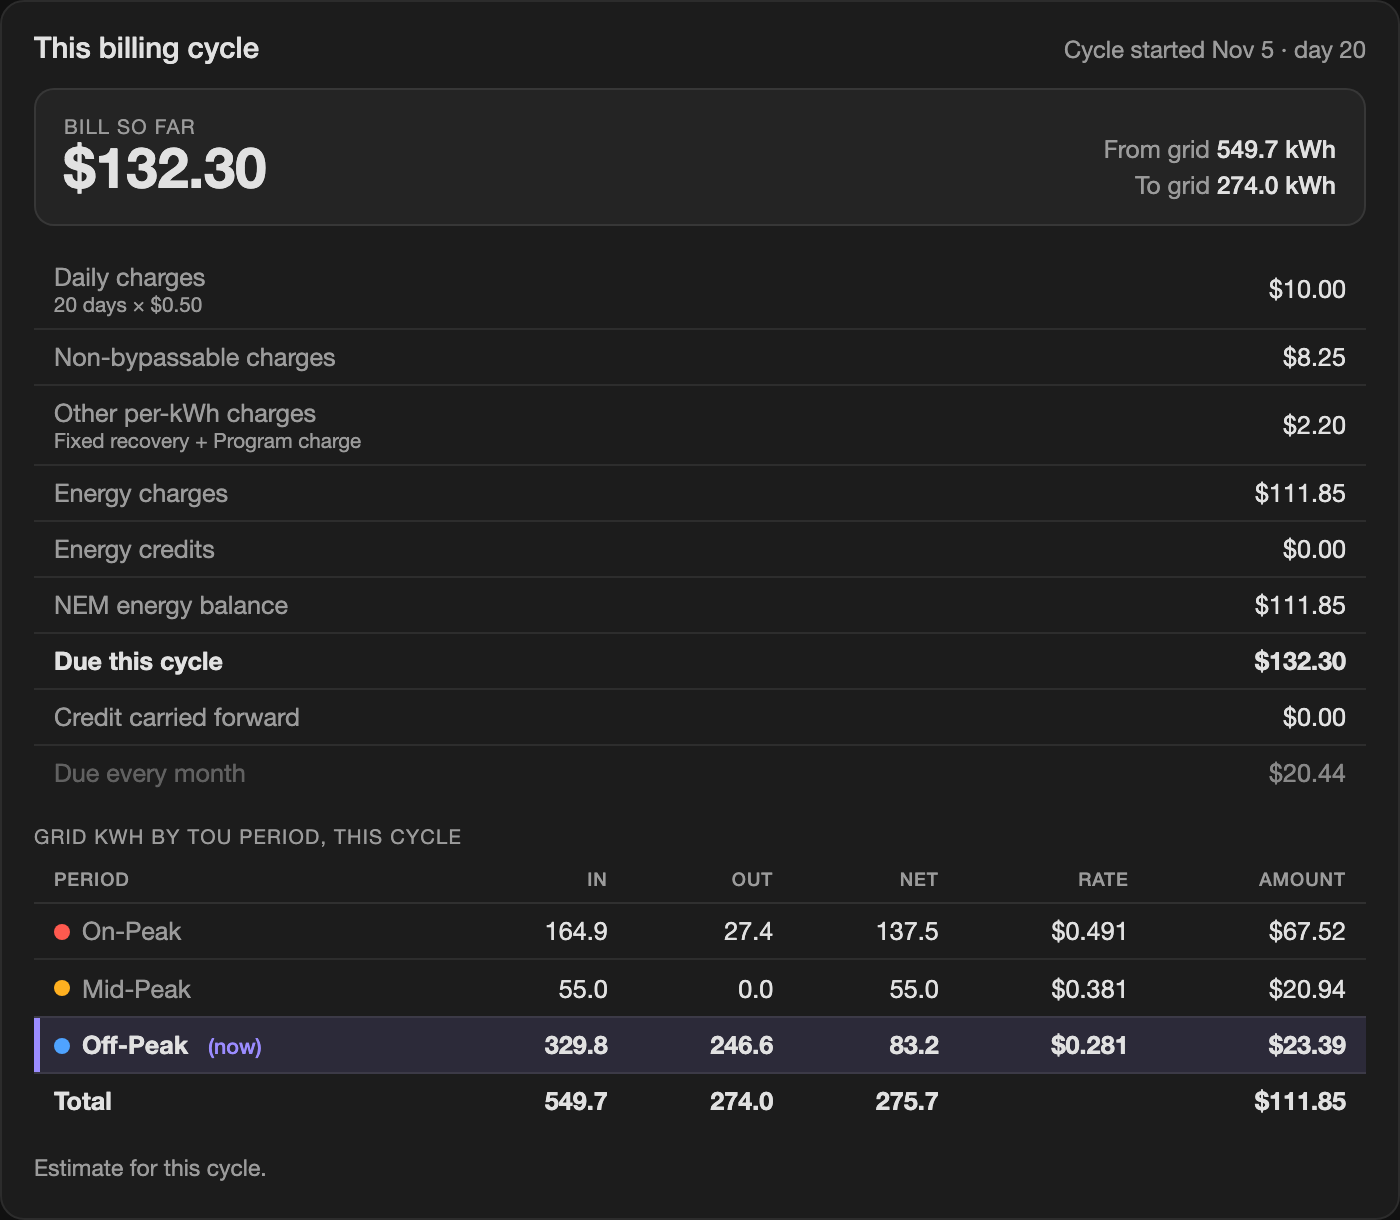 This billing cycle
Cycle started Nov 5 · day 20
BILL SO FAR
$132.30
From grid 549.7 kWh
To grid 274.0 kWh
Daily charges
20 days × $0.50
$10.00
Non-bypassable charges $8.25
Other per-kWh charges
Fixed recovery + Program charge
$2.20
Energy charges $111.85
Energy credits $0.00
NEM energy balance $111.85
Due this cycle $132.30
Credit carried forward $0.00
Due every month $20.44
GRID KWH BY TOU PERIOD, THIS CYCLE
PERIOD IN OUT NET RATE AMOUNT
On-Peak 164.9 27.4 137.5 $0.491 $67.52
Mid-Peak 55.0 0.0 55.0 $0.381 $20.94
Off-Peak (now) 329.8 246.6 83.2 $0.281 $23.39
Total 549.7 274.0 275.7 $111.85
Estimate for this cycle.